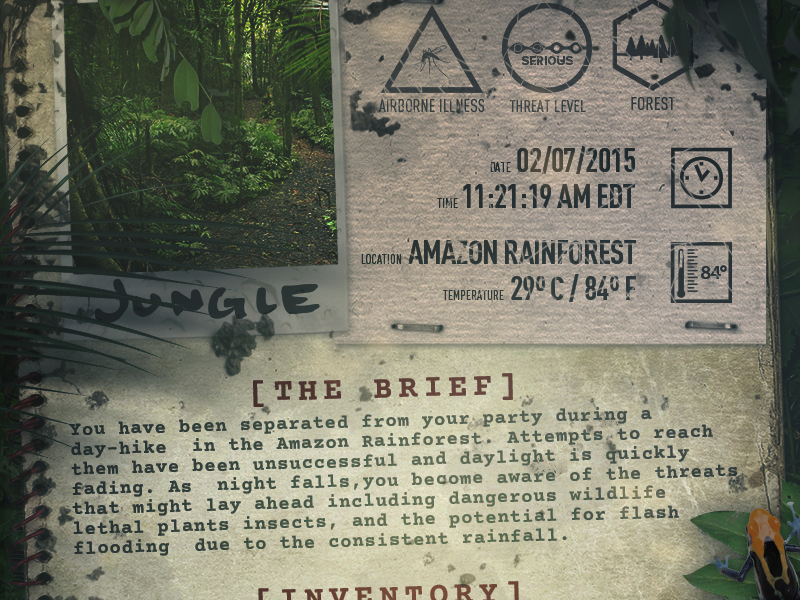 SERIOUS
AIRBORNE ILLNESS THREAT LEVEL FOREST
DATE 02/07/2015
TIME 11:21:19 AM EDT
LOCATION AMAZON RAINFOREST
84º
TEMPERATURE 29º C / 84º F
JUNGLE
[THE BRIEF]
You have been separated from your party during a
day-hike in the Amazon Rainforest. Attempts to reach
them have been unsuccessful and daylight is quickly
fading. As night falls,you become aware of the threats
that might lay ahead including dangerous wildlife
lethal plants insects, and the potential for flash
flooding due to the consistent rainfall.
[INVENTORY]